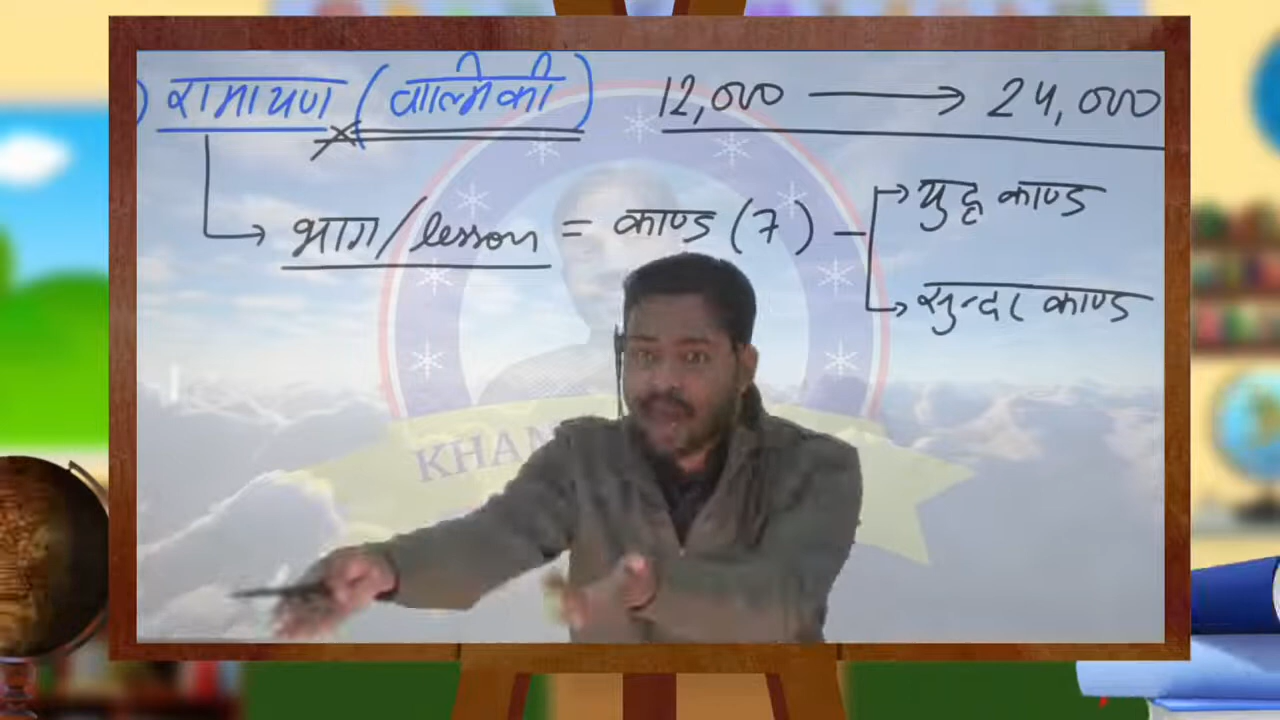 ) रामायण (वाल्मिकी) 12,000 → 24,000
→ भाग/lesson = काण्ड (7) → युद्ध काण्ड
→ सुन्दर काण्ड
KHAN